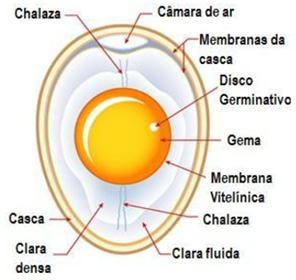 Chalaza
Câmara de ar
Membranas da
casca
Disco
Germinativo
Gema
Membrana
Vitelínica
Casca
Chalaza
Clara
densa
Clara fluida